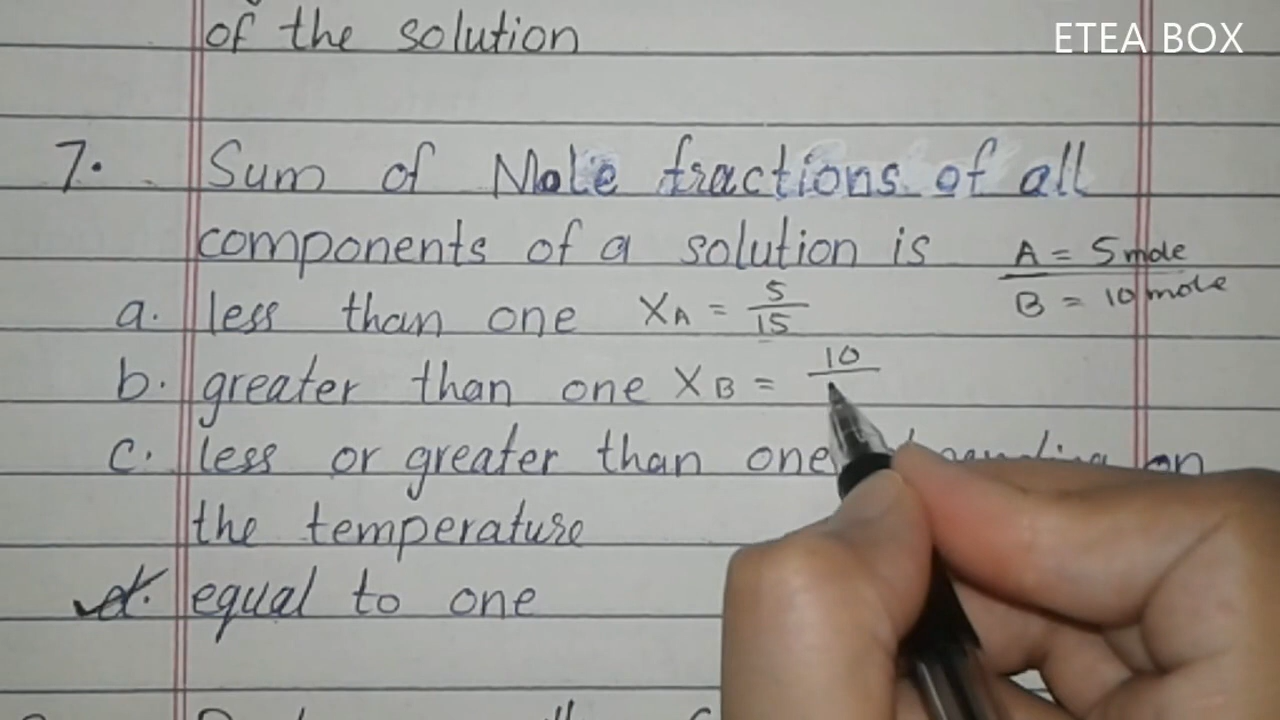 of the solution
ETEA BOX
7. Sum of Mole fractions of all
components of a solution is
A = 5 mole
B = 10 mole
a. less than one XA = 5/15
b. greater than one XB = 10
c. less or greater than one depending on
the temperature
d. equal to one